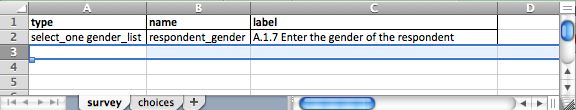 A B C D
1 type name label
2 select_one gender_list respondent_gender A.1.7 Enter the gender of the respondent
3
4
5
survey choices +